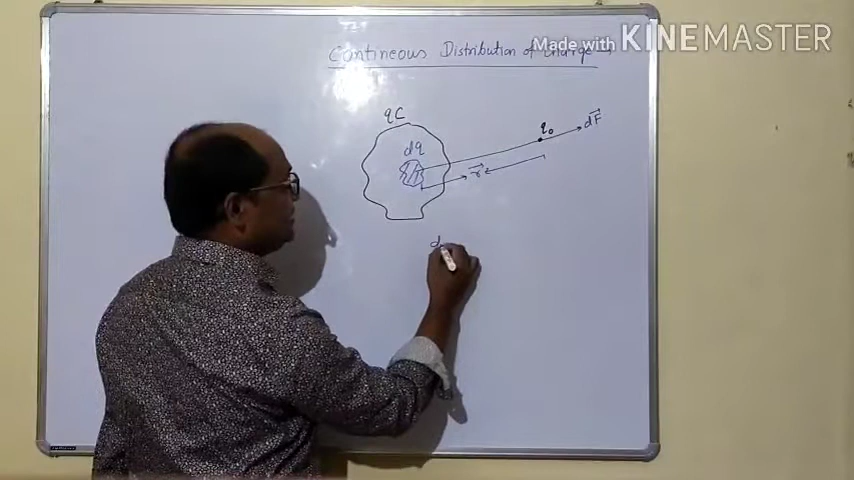 Contineous Distribution of Charge →
Made with KINEMASTER
qC
dq
q₀
dF⃗
r⃗
d